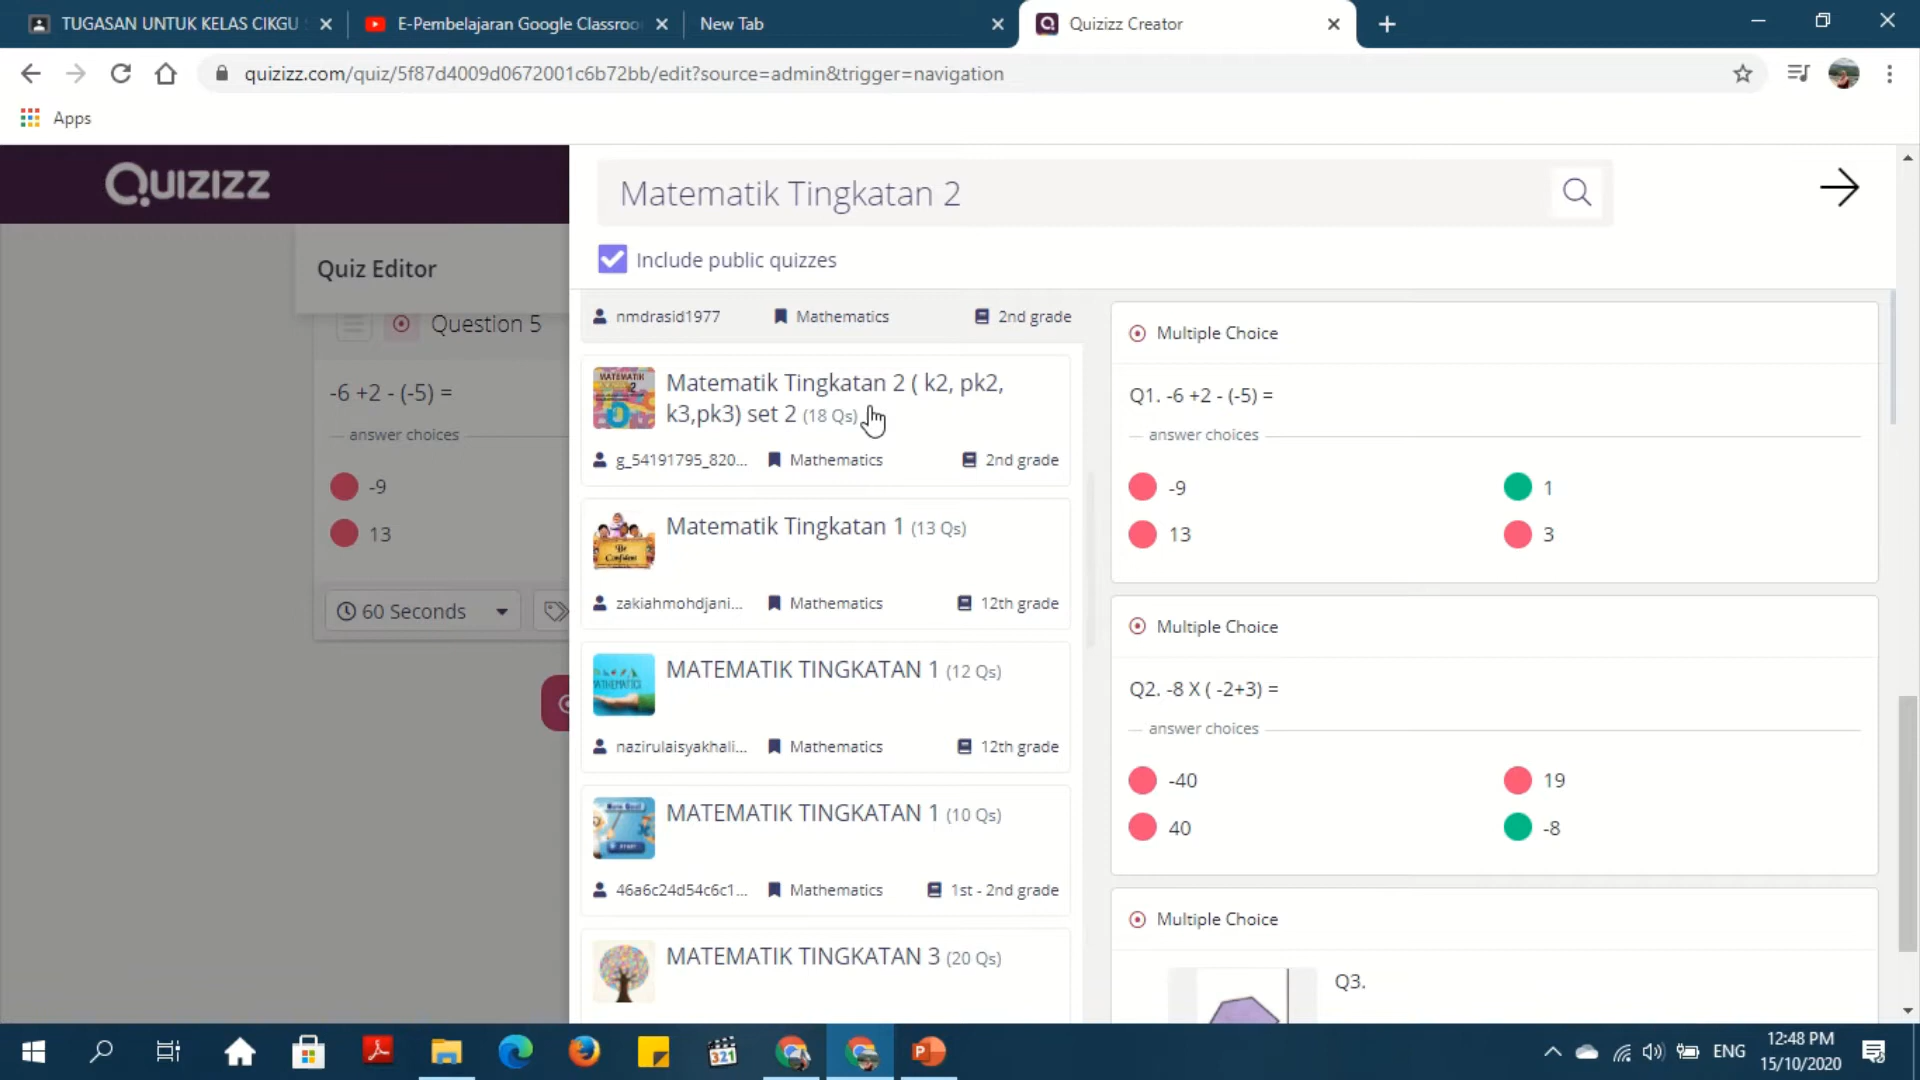 TUGASAN UNTUK KELAS CIKGU
E-Pembelajaran Google Classroo
New Tab
Quizizz Creator
quizizz.com/quiz/5f87d4009d0672001c6b72bb/edit?source=admin&trigger=navigation
Apps
Quizizz
Matematik Tingkatan 2
Include public quizzes
Quiz Editor
Question 5
-6 +2 - (-5) =
answer choices
-9
13
60 Seconds
nmdrasid1977
Mathematics
2nd grade
Matematik Tingkatan 2 ( k2, pk2,
k3,pk3) set 2 (18 Qs)
g_54191795_820...
Mathematics
2nd grade
Matematik Tingkatan 1 (13 Qs)
zakiahmohdjani...
Mathematics
12th grade
MATEMATIK TINGKATAN 1 (12 Qs)
nazirulaisyakhali...
Mathematics
12th grade
MATEMATIK TINGKATAN 1 (10 Qs)
46a6c24d54c6c1...
Mathematics
1st - 2nd grade
MATEMATIK TINGKATAN 3 (20 Qs)
Multiple Choice
Q1. -6 +2 - (-5) =
answer choices
-9
1
13
3
Multiple Choice
Q2. -8 X ( -2+3) =
answer choices
-40
19
40
-8
Multiple Choice
Q3.
321
ENG
12:48 PM
15/10/2020